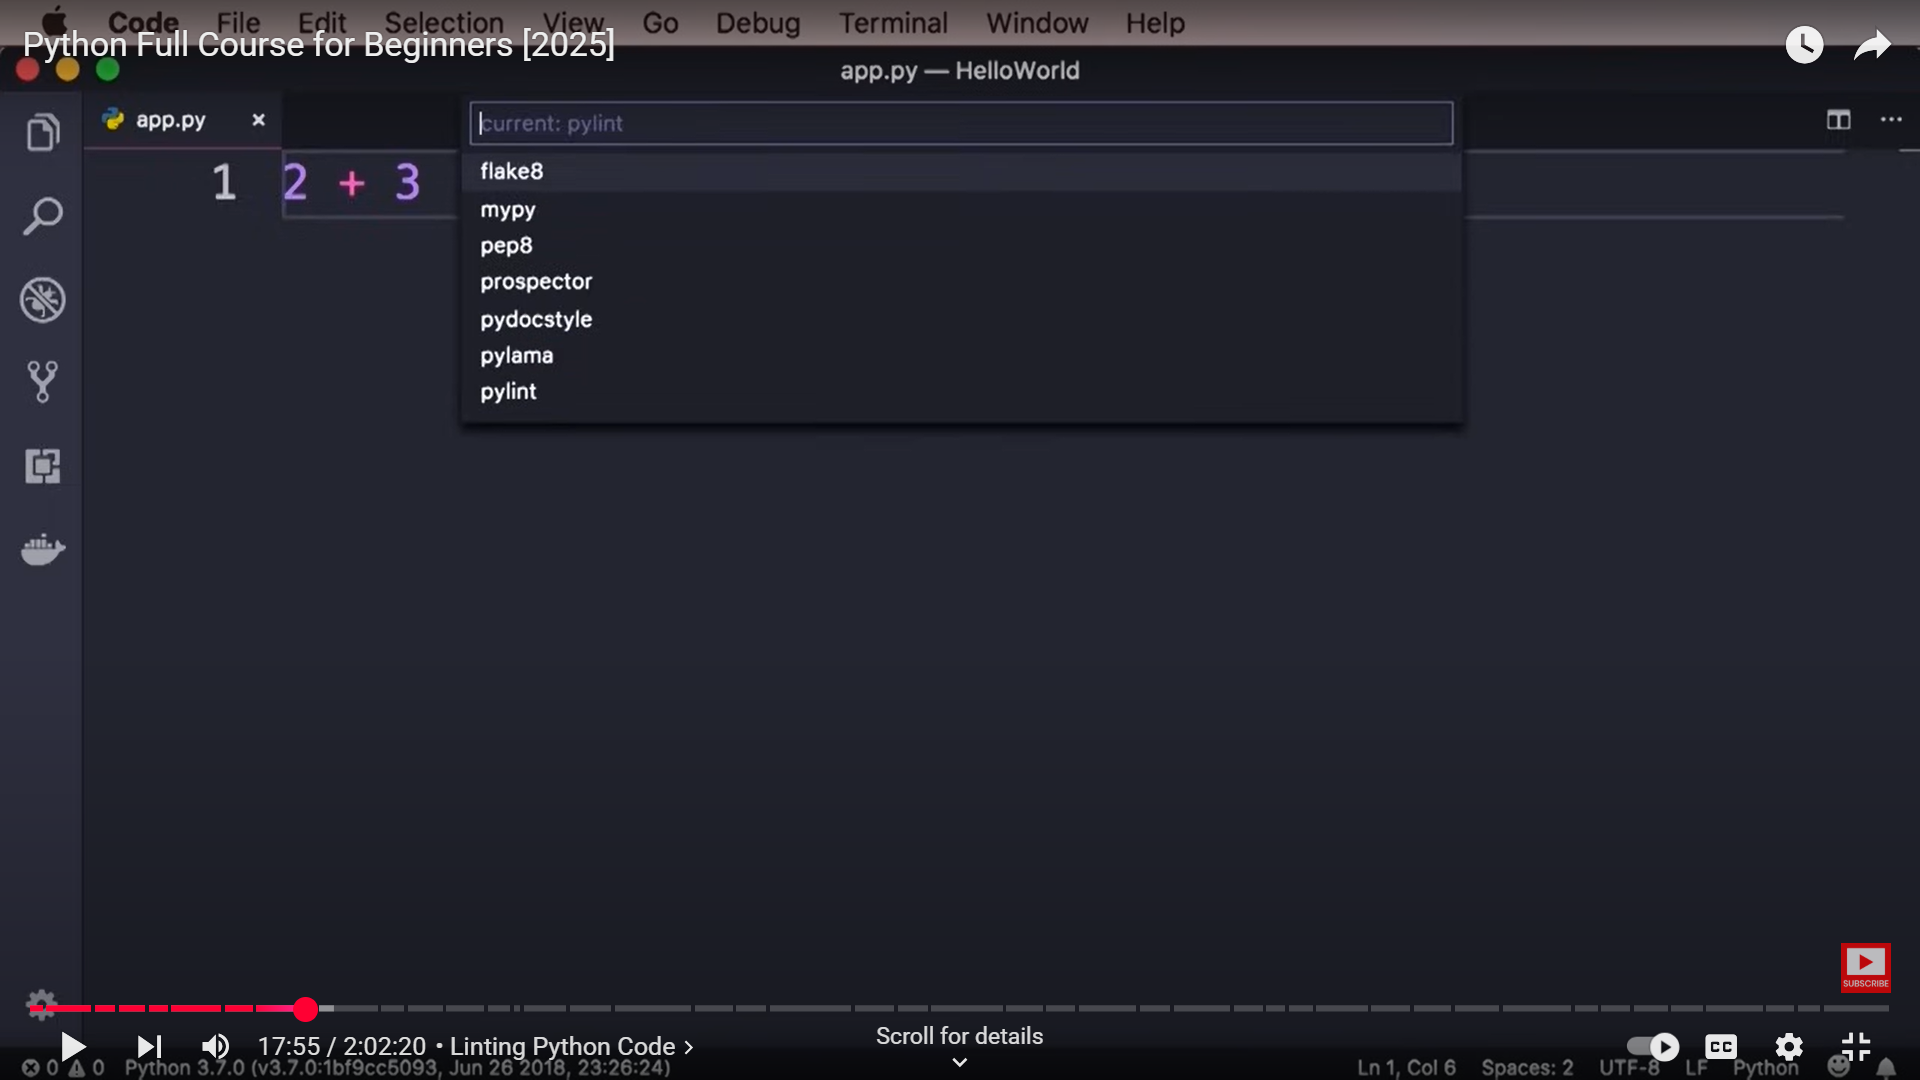 Code File Edit Selection View Go Debug Terminal Window Help
Python Full Course for Beginners [2025]
app.py — HelloWorld
app.py
current: pylint
1 2 + 3
flake8
mypy
pep8
prospector
pydocstyle
pylama
pylint
SUBSCRIBE
Scroll for details
17:55 / 2:02:20 • Linting Python Code
CC
0 0 Python 3.7.0 (v3.7.0:1bf9cc5093, Jun 26 2018, 23:26:24)
Ln 1, Col 6 Spaces: 2 UTF-8 LF Python